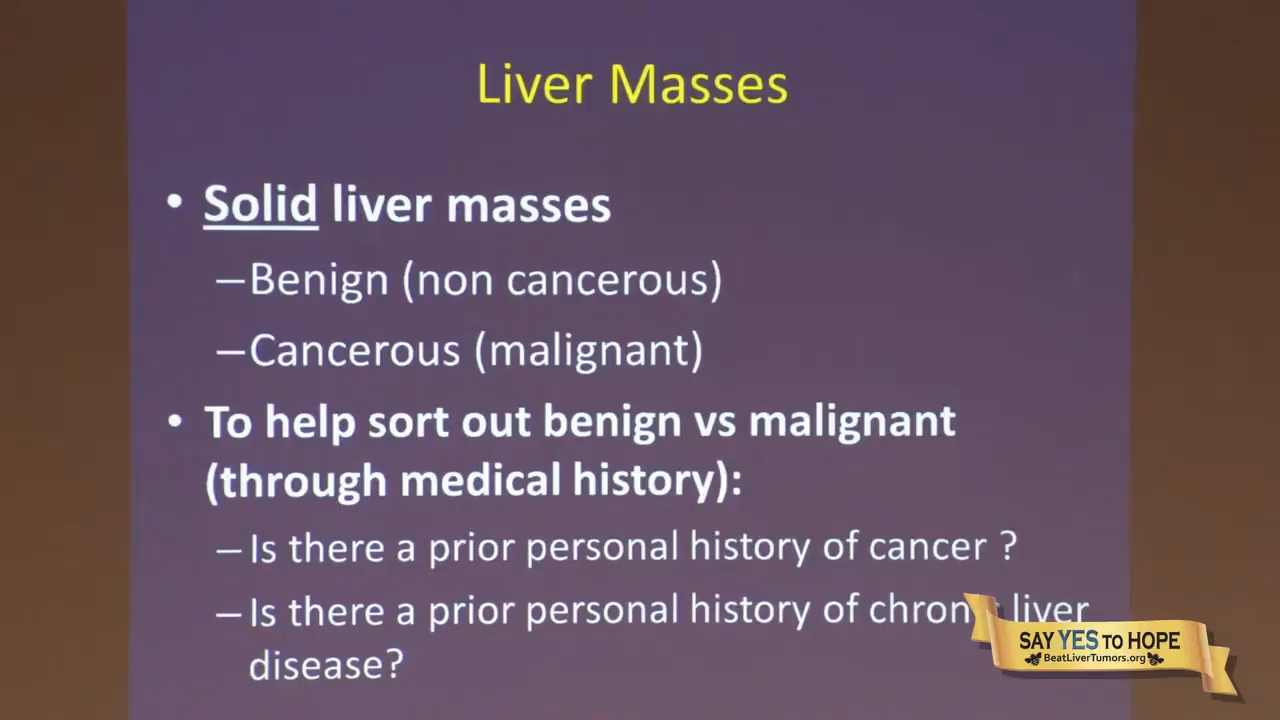 Liver Masses
• Solid liver masses
–Benign (non cancerous)
–Cancerous (malignant)
• To help sort out benign vs malignant
(through medical history):
–Is there a prior personal history of cancer ?
–Is there a prior personal history of chron liver
disease?
SAY YES TO HOPE
BeatLiverTumors.org